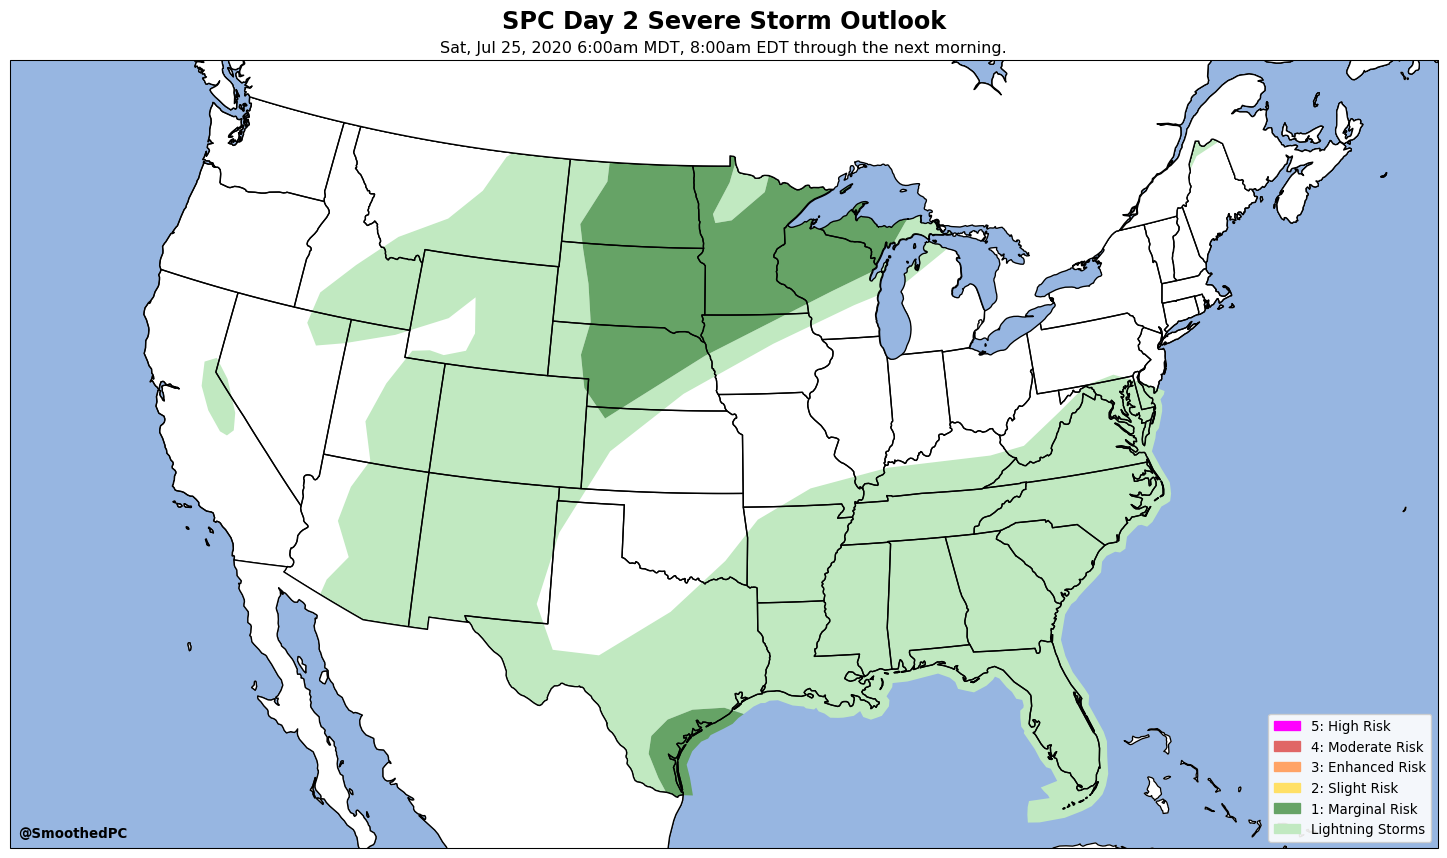 SPC Day 2 Severe Storm Outlook
Sat, Jul 25, 2020 6:00am MDT, 8:00am EDT through the next morning.
5: High Risk
4: Moderate Risk
3: Enhanced Risk
2: Slight Risk
1: Marginal Risk
Lightning Storms
@SmoothedPC